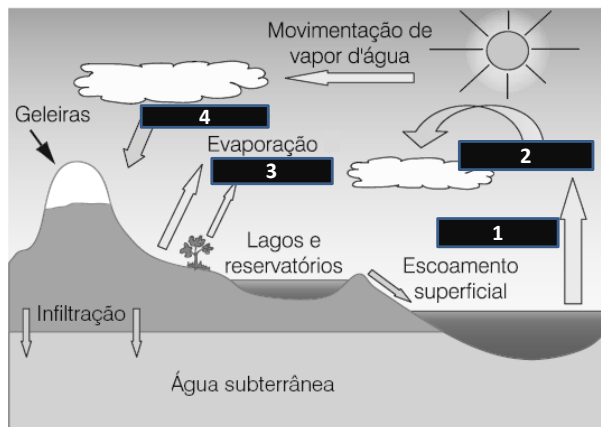 Movimentação de
vapor d'água
Geleiras
4
Evaporação
3
2
1
Lagos e
reservatórios
Escoamento
superficial
Infiltração
Água subterrânea